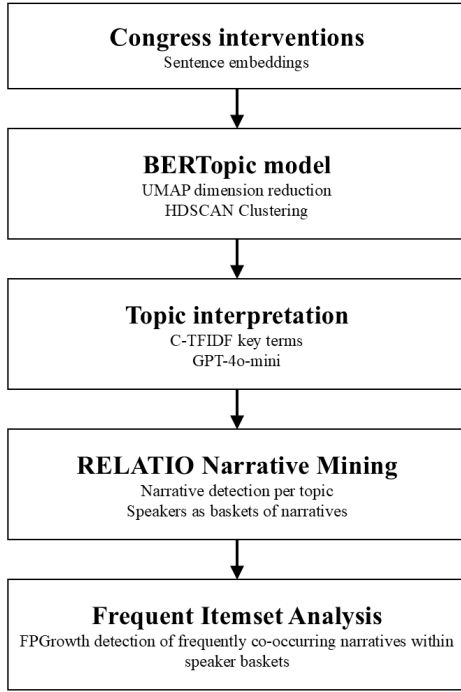 Congress interventions
Sentence embeddings
BERTopic model
UMAP dimension reduction
HDSCAN Clustering
Topic interpretation
C-TFIDF key terms
GPT-4o-mini
RELATIO Narrative Mining
Narrative detection per topic
Speakers as baskets of narratives
Frequent Itemset Analysis
FPGrowth detection of frequently co-occurring narratives within
speaker baskets